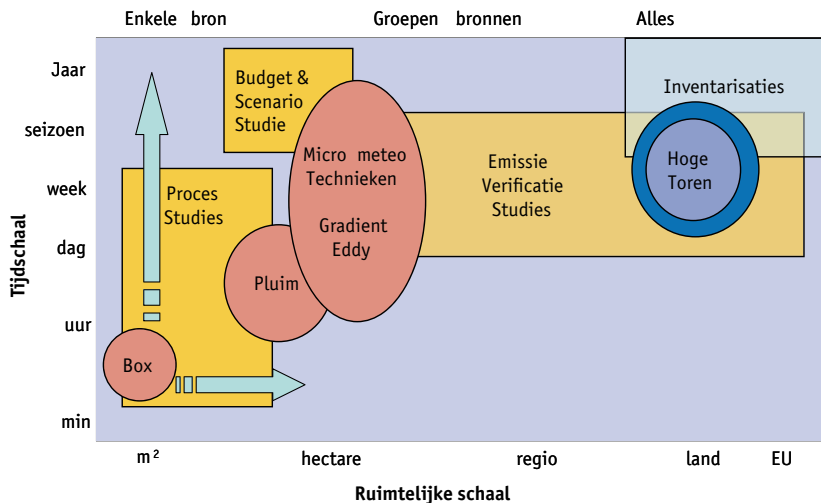 Enkele bron
Groepen bronnen
Alles
Tijdschaal
Jaar
seizoen
week
dag
uur
min
Budget &
Scenario
Studie
Inventarisaties
Micro meteo
Technieken
Gradient
Eddy
Emissie
Verificatie
Studies
Hoge
Toren
Proces
Studies
Pluim
Box
m²
hectare
regio
land
EU
Ruimtelijke schaal